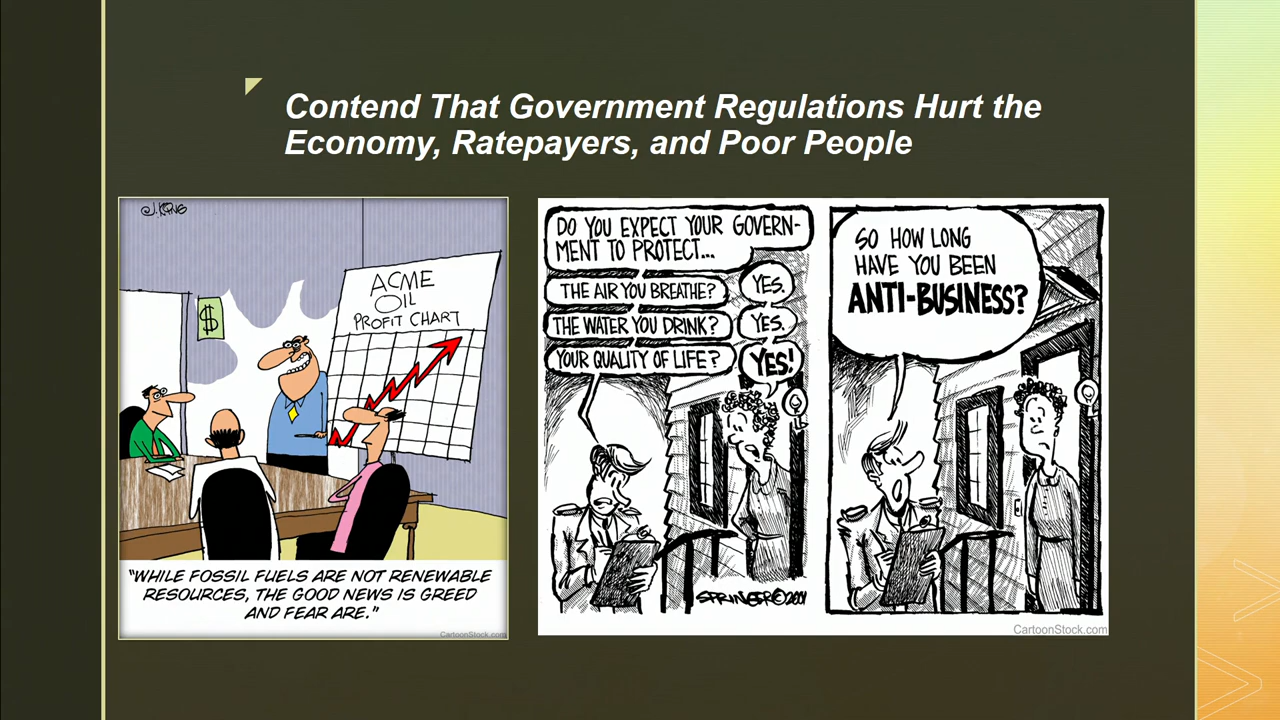 Contend That Government Regulations Hurt the
Economy, Ratepayers, and Poor People
J. KING
$
ACME
OIL
PROFIT CHART
"WHILE FOSSIL FUELS ARE NOT RENEWABLE
RESOURCES, THE GOOD NEWS IS GREED
AND FEAR ARE."
CartoonStock.com
DO YOU EXPECT YOUR GOVERN-
MENT TO PROTECT...
THE AIR YOU BREATHE?
YES.
THE WATER YOU DRINK?
YES.
YOUR QUALITY OF LIFE?
YES!
SPRINGER©2001
SO HOW LONG
HAVE YOU BEEN
ANTI-BUSINESS?
CartoonStock.com